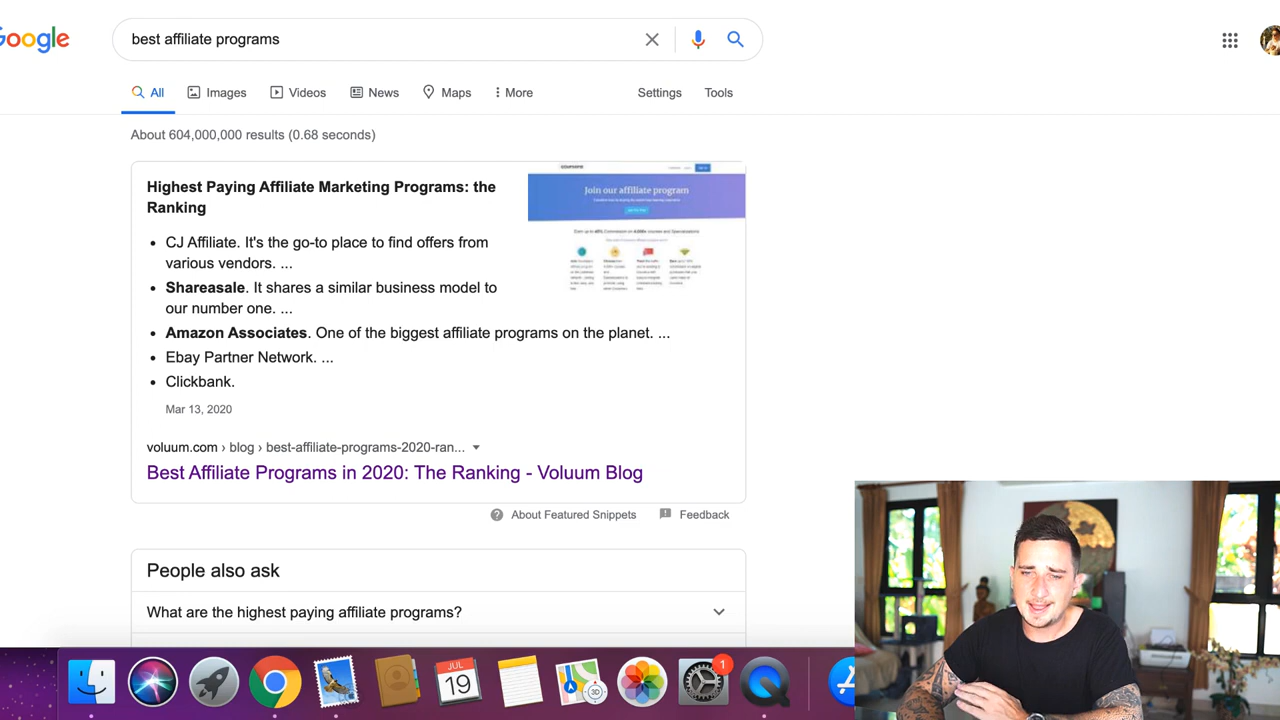 Google
best affiliate programs
All Images Videos News Maps More Settings Tools
About 604,000,000 results (0.68 seconds)
Highest Paying Affiliate Marketing Programs: the
Ranking
Join our affiliate program
• CJ Affiliate. It's the go-to place to find offers from
various vendors. ...
• Shareasale. It shares a similar business model to
our number one. ...
• Amazon Associates. One of the biggest affiliate programs on the planet. ...
• Ebay Partner Network. ...
• Clickbank.
Mar 13, 2020
voluum.com › blog › best-affiliate-programs-2020-ran...
Best Affiliate Programs in 2020: The Ranking - Voluum Blog
About Featured Snippets Feedback
People also ask
What are the highest paying affiliate programs?
JUL
19
3D
1